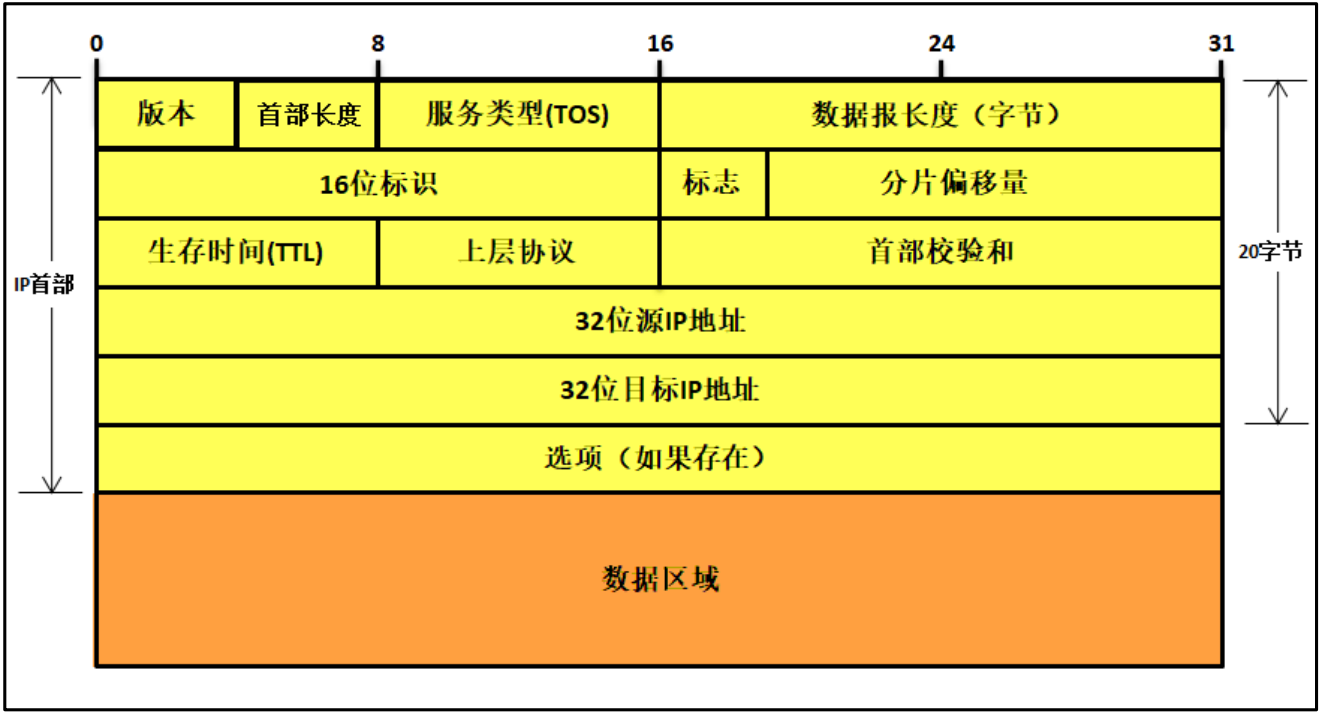 0 8 16 24 31
版本 首部长度 服务类型(TOS) 数据报长度（字节）
16位标识 标志 分片偏移量
生存时间(TTL) 上层协议 首部校验和
IP首部 20字节
32位源IP地址
32位目标IP地址
选项（如果存在）
数据区域